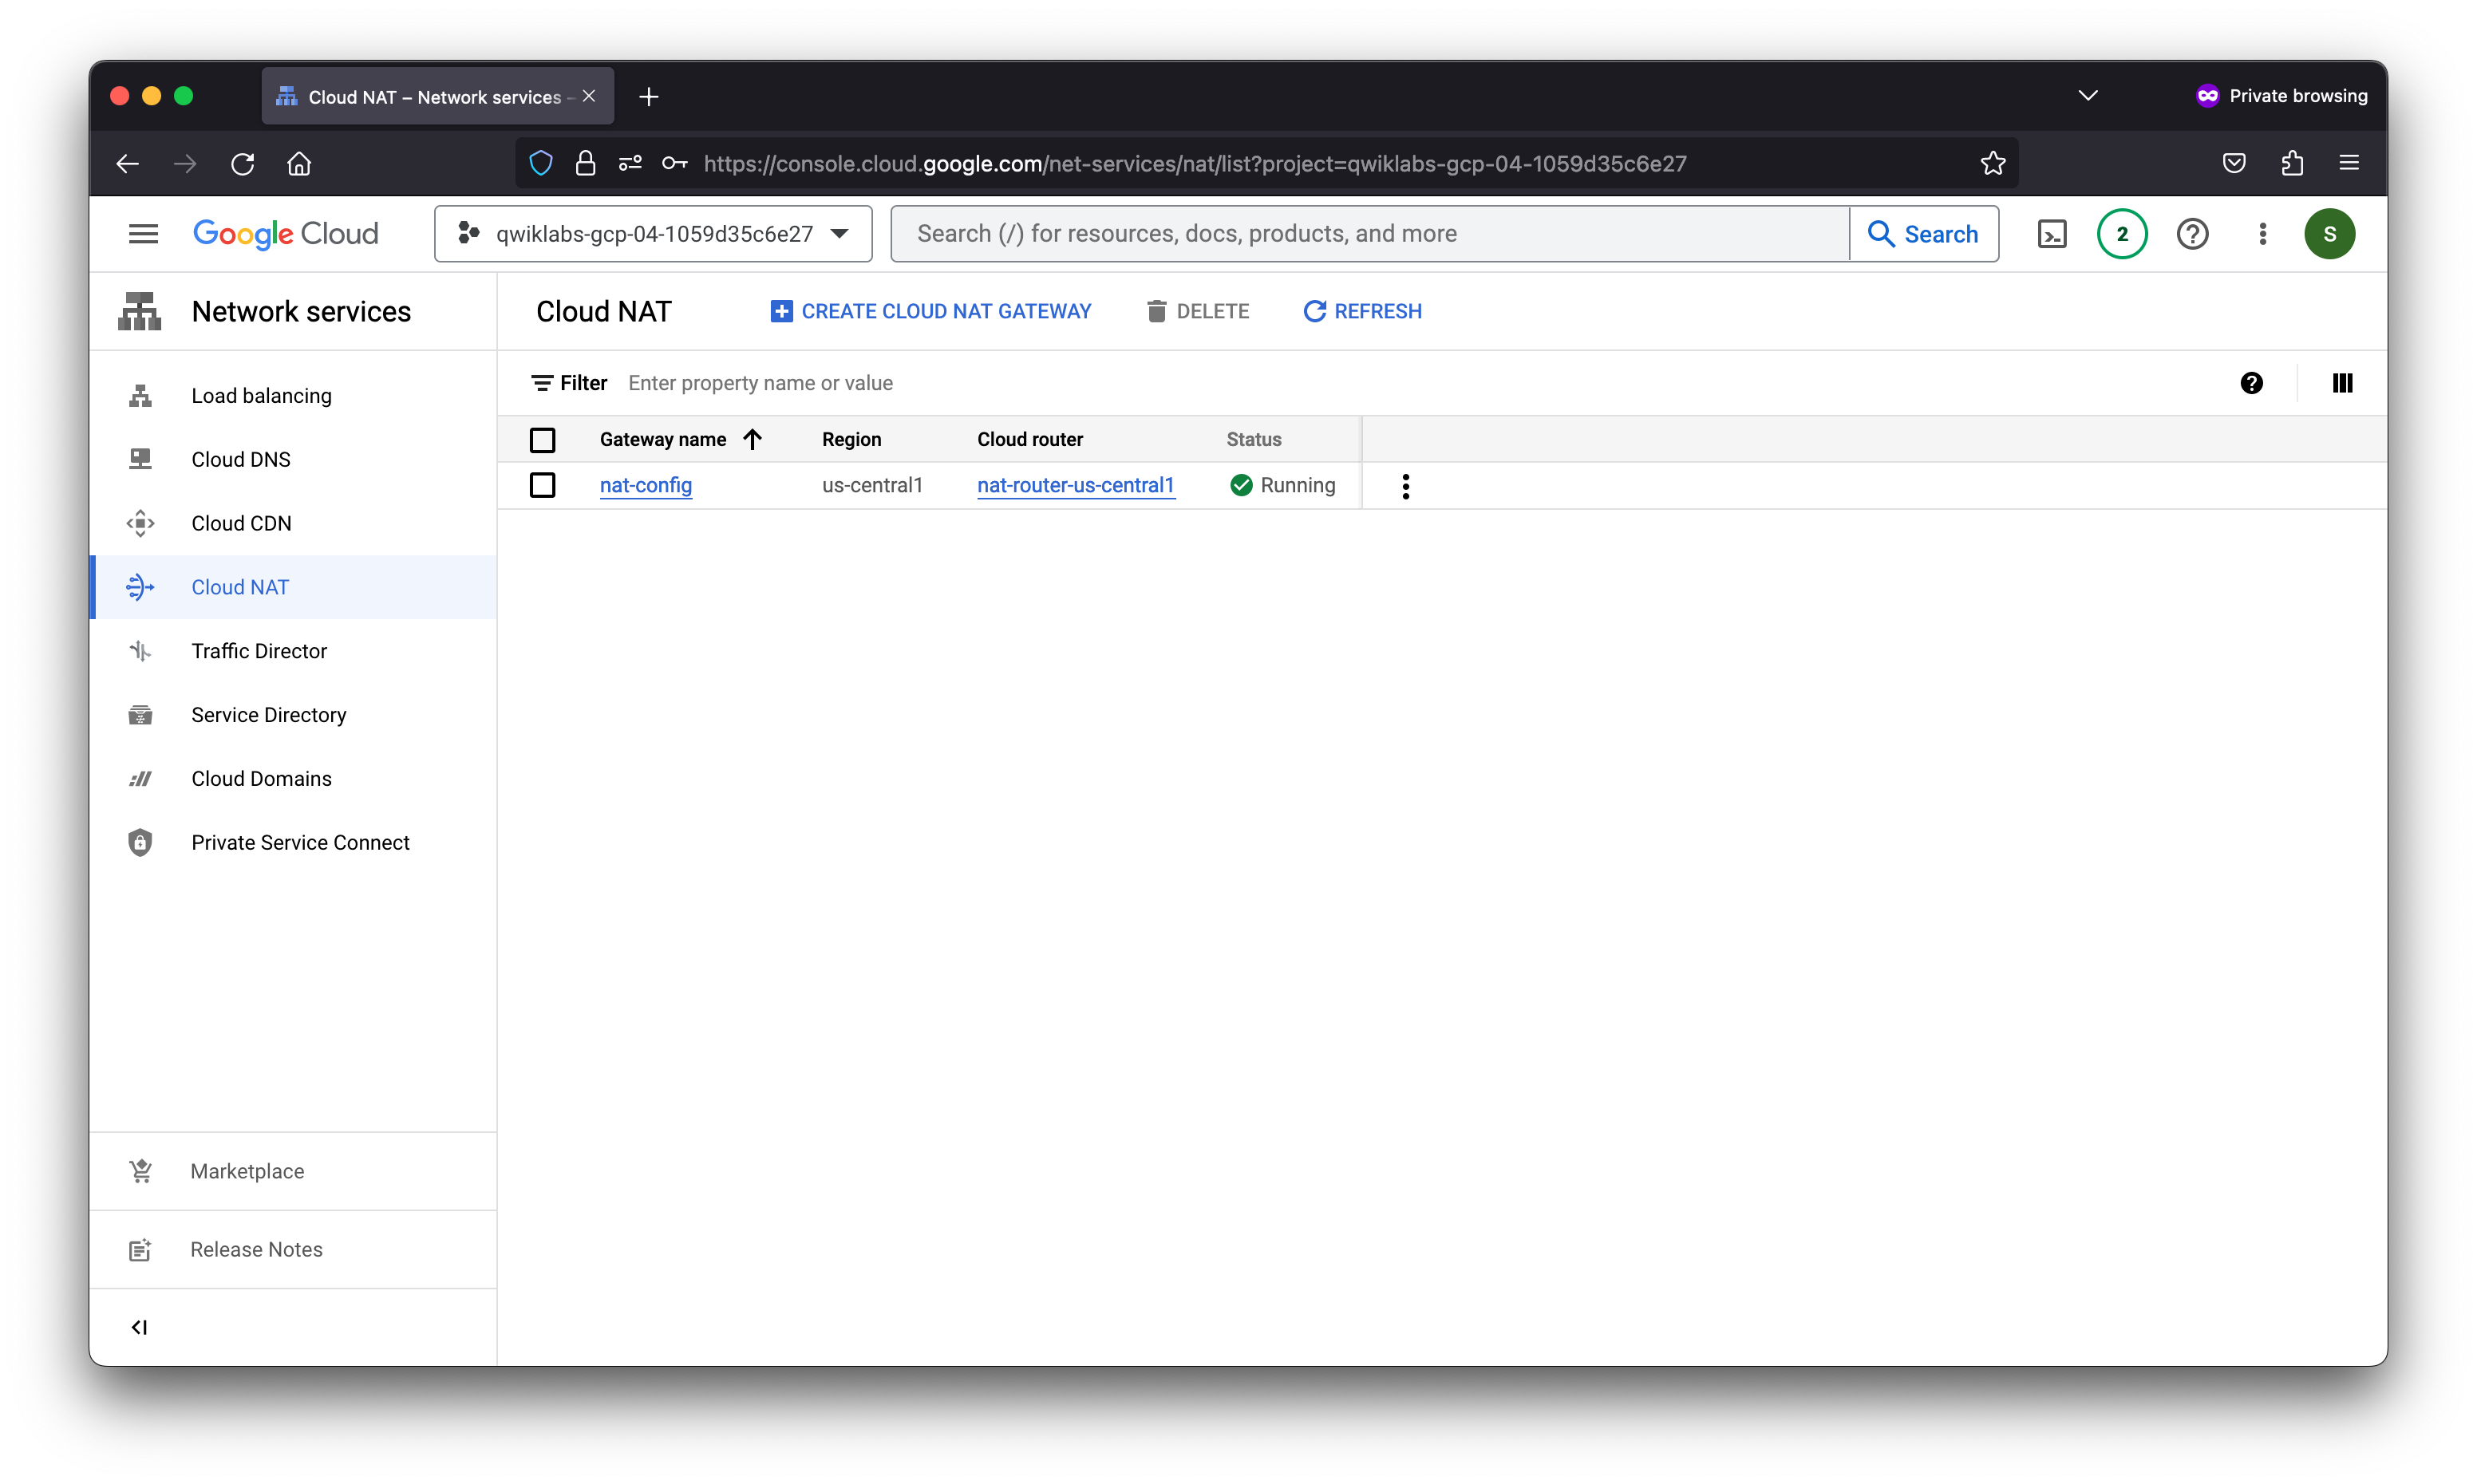 Cloud NAT – Network services –
Private browsing
https://console.cloud.google.com/net-services/nat/list?project=qwiklabs-gcp-04-1059d35c6e27
Google Cloud
qwiklabs-gcp-04-1059d35c6e27
Search (/) for resources, docs, products, and more
Search
2
S
Network services
Cloud NAT
CREATE CLOUD NAT GATEWAY
DELETE
REFRESH
Load balancing
Cloud DNS
Cloud CDN
Cloud NAT
Traffic Director
Service Directory
Cloud Domains
Private Service Connect
Marketplace
Release Notes
Filter Enter property name or value
Gateway name Region Cloud router Status
nat-config us-central1 nat-router-us-central1 Running